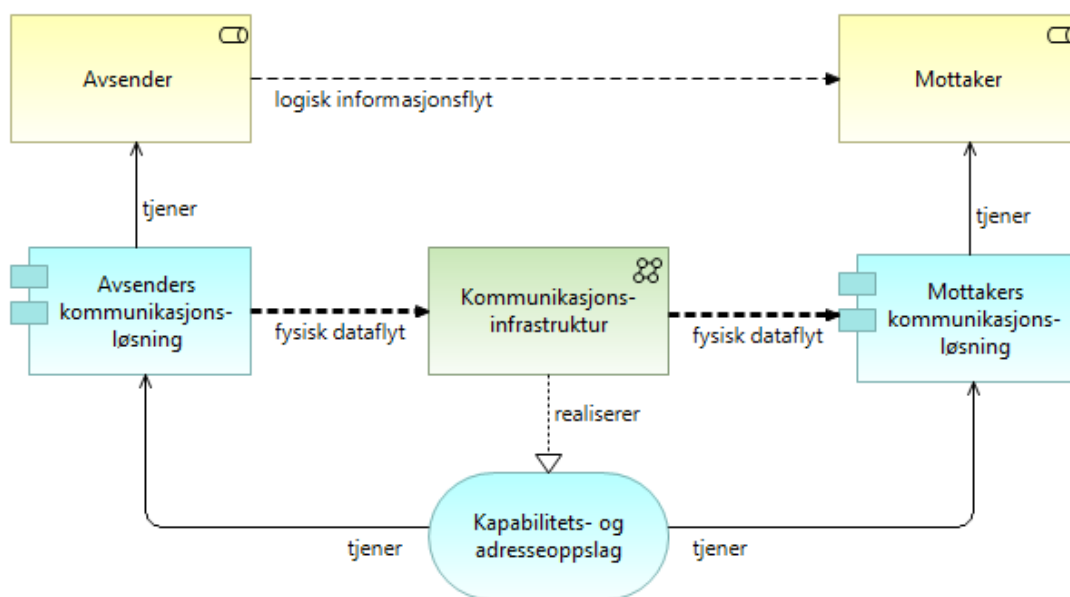 Avsender
Mottaker
logisk informasjonsflyt
tjener
tjener
Avsenders
kommunikasjons-
løsning
fysisk dataflyt
Kommunikasjons-
infrastruktur
fysisk dataflyt
Mottakers
kommunikasjons-
løsning
realiserer
Kapabilitets- og
adresseoppslag
tjener
tjener